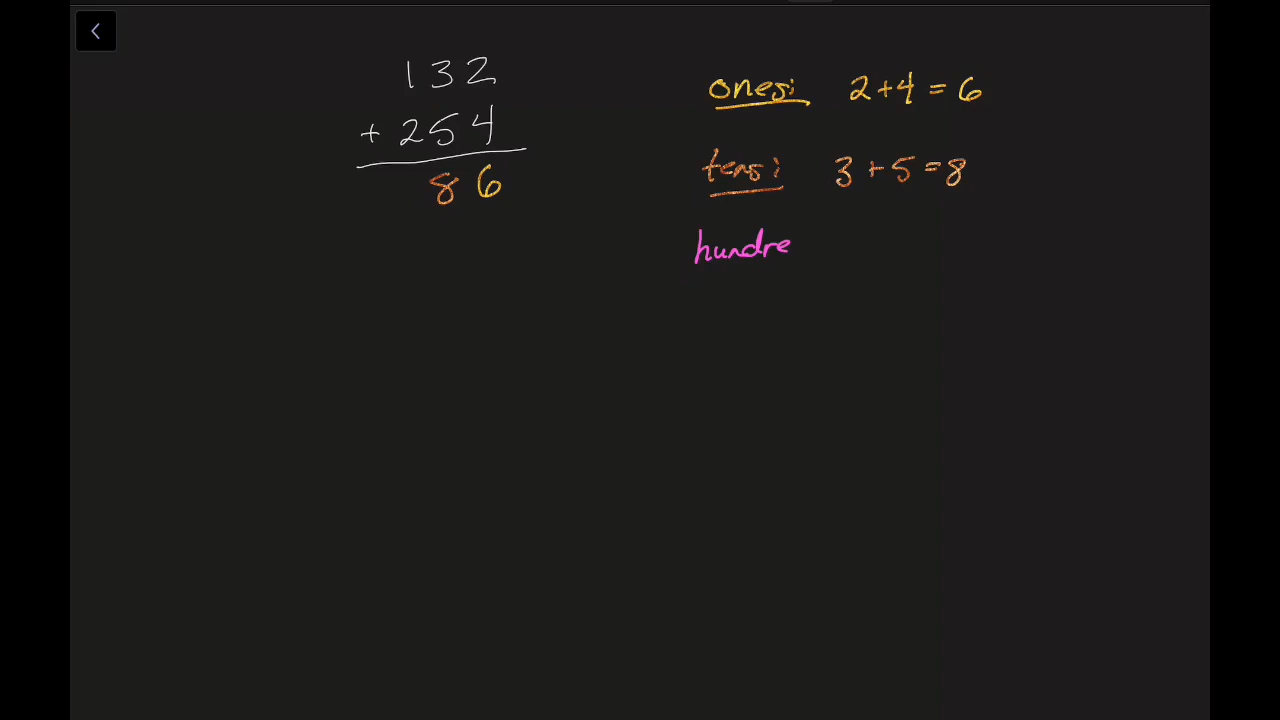 132
+ 254
86
ones: 2+4 = 6
tens: 3+5=8
hundre